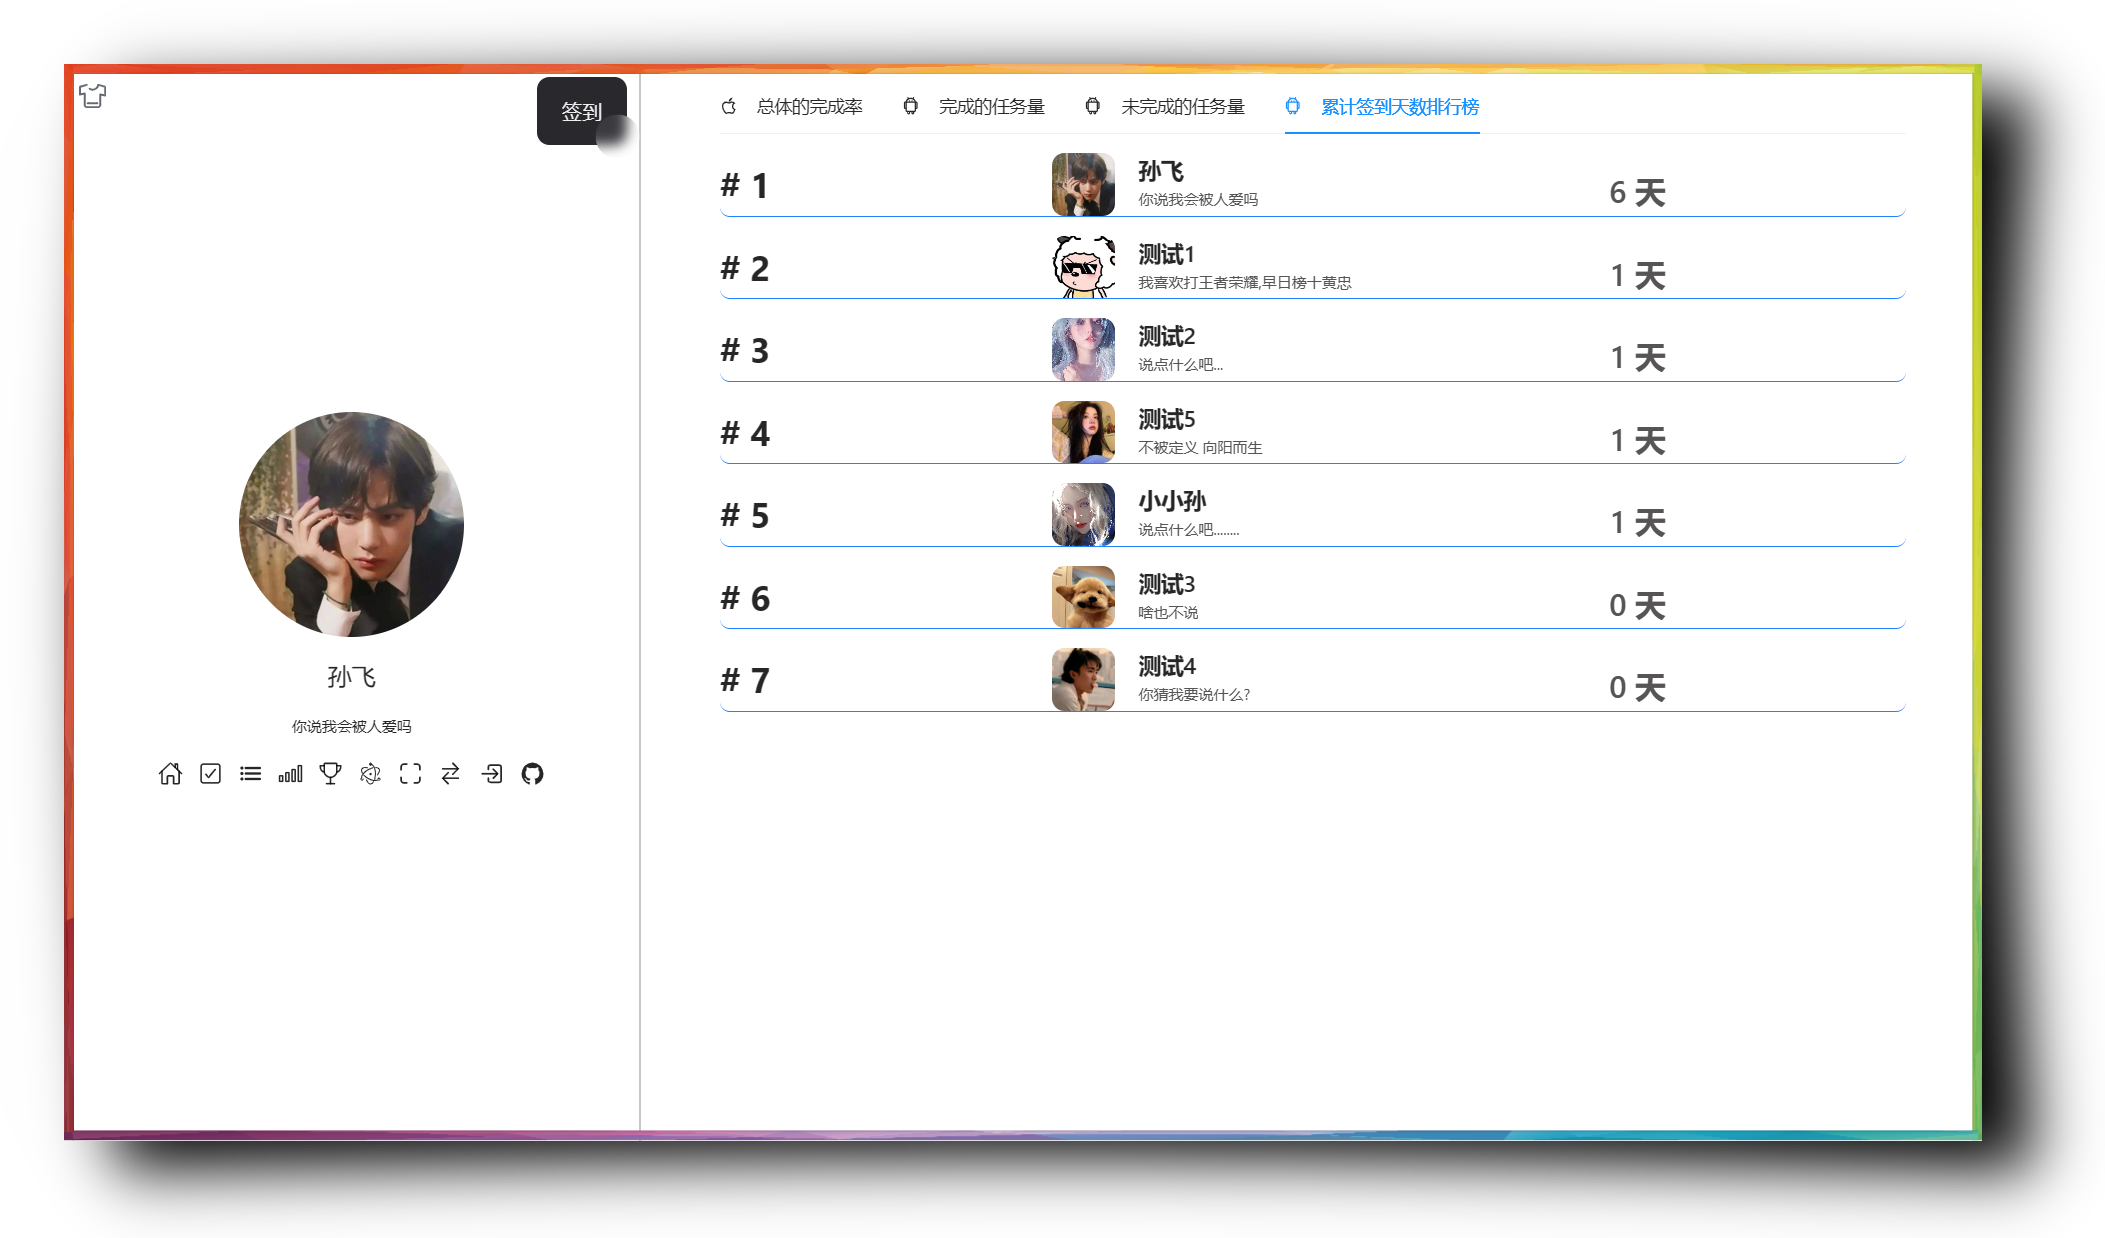 签到
孙飞
你说我会被人爱吗
总体的完成率 完成的任务量 未完成的任务量 累计签到天数排行榜
# 1 孙飞 6 天
你说我会被人爱吗
# 2 测试1 1 天
我喜欢打王者荣耀,早日榜十黄忠
# 3 测试2 1 天
说点什么吧...
# 4 测试5 1 天
不被定义 向阳而生
# 5 小小孙 1 天
说点什么吧........
# 6 测试3 0 天
啥也不说
# 7 测试4 0 天
你猜我要说什么?